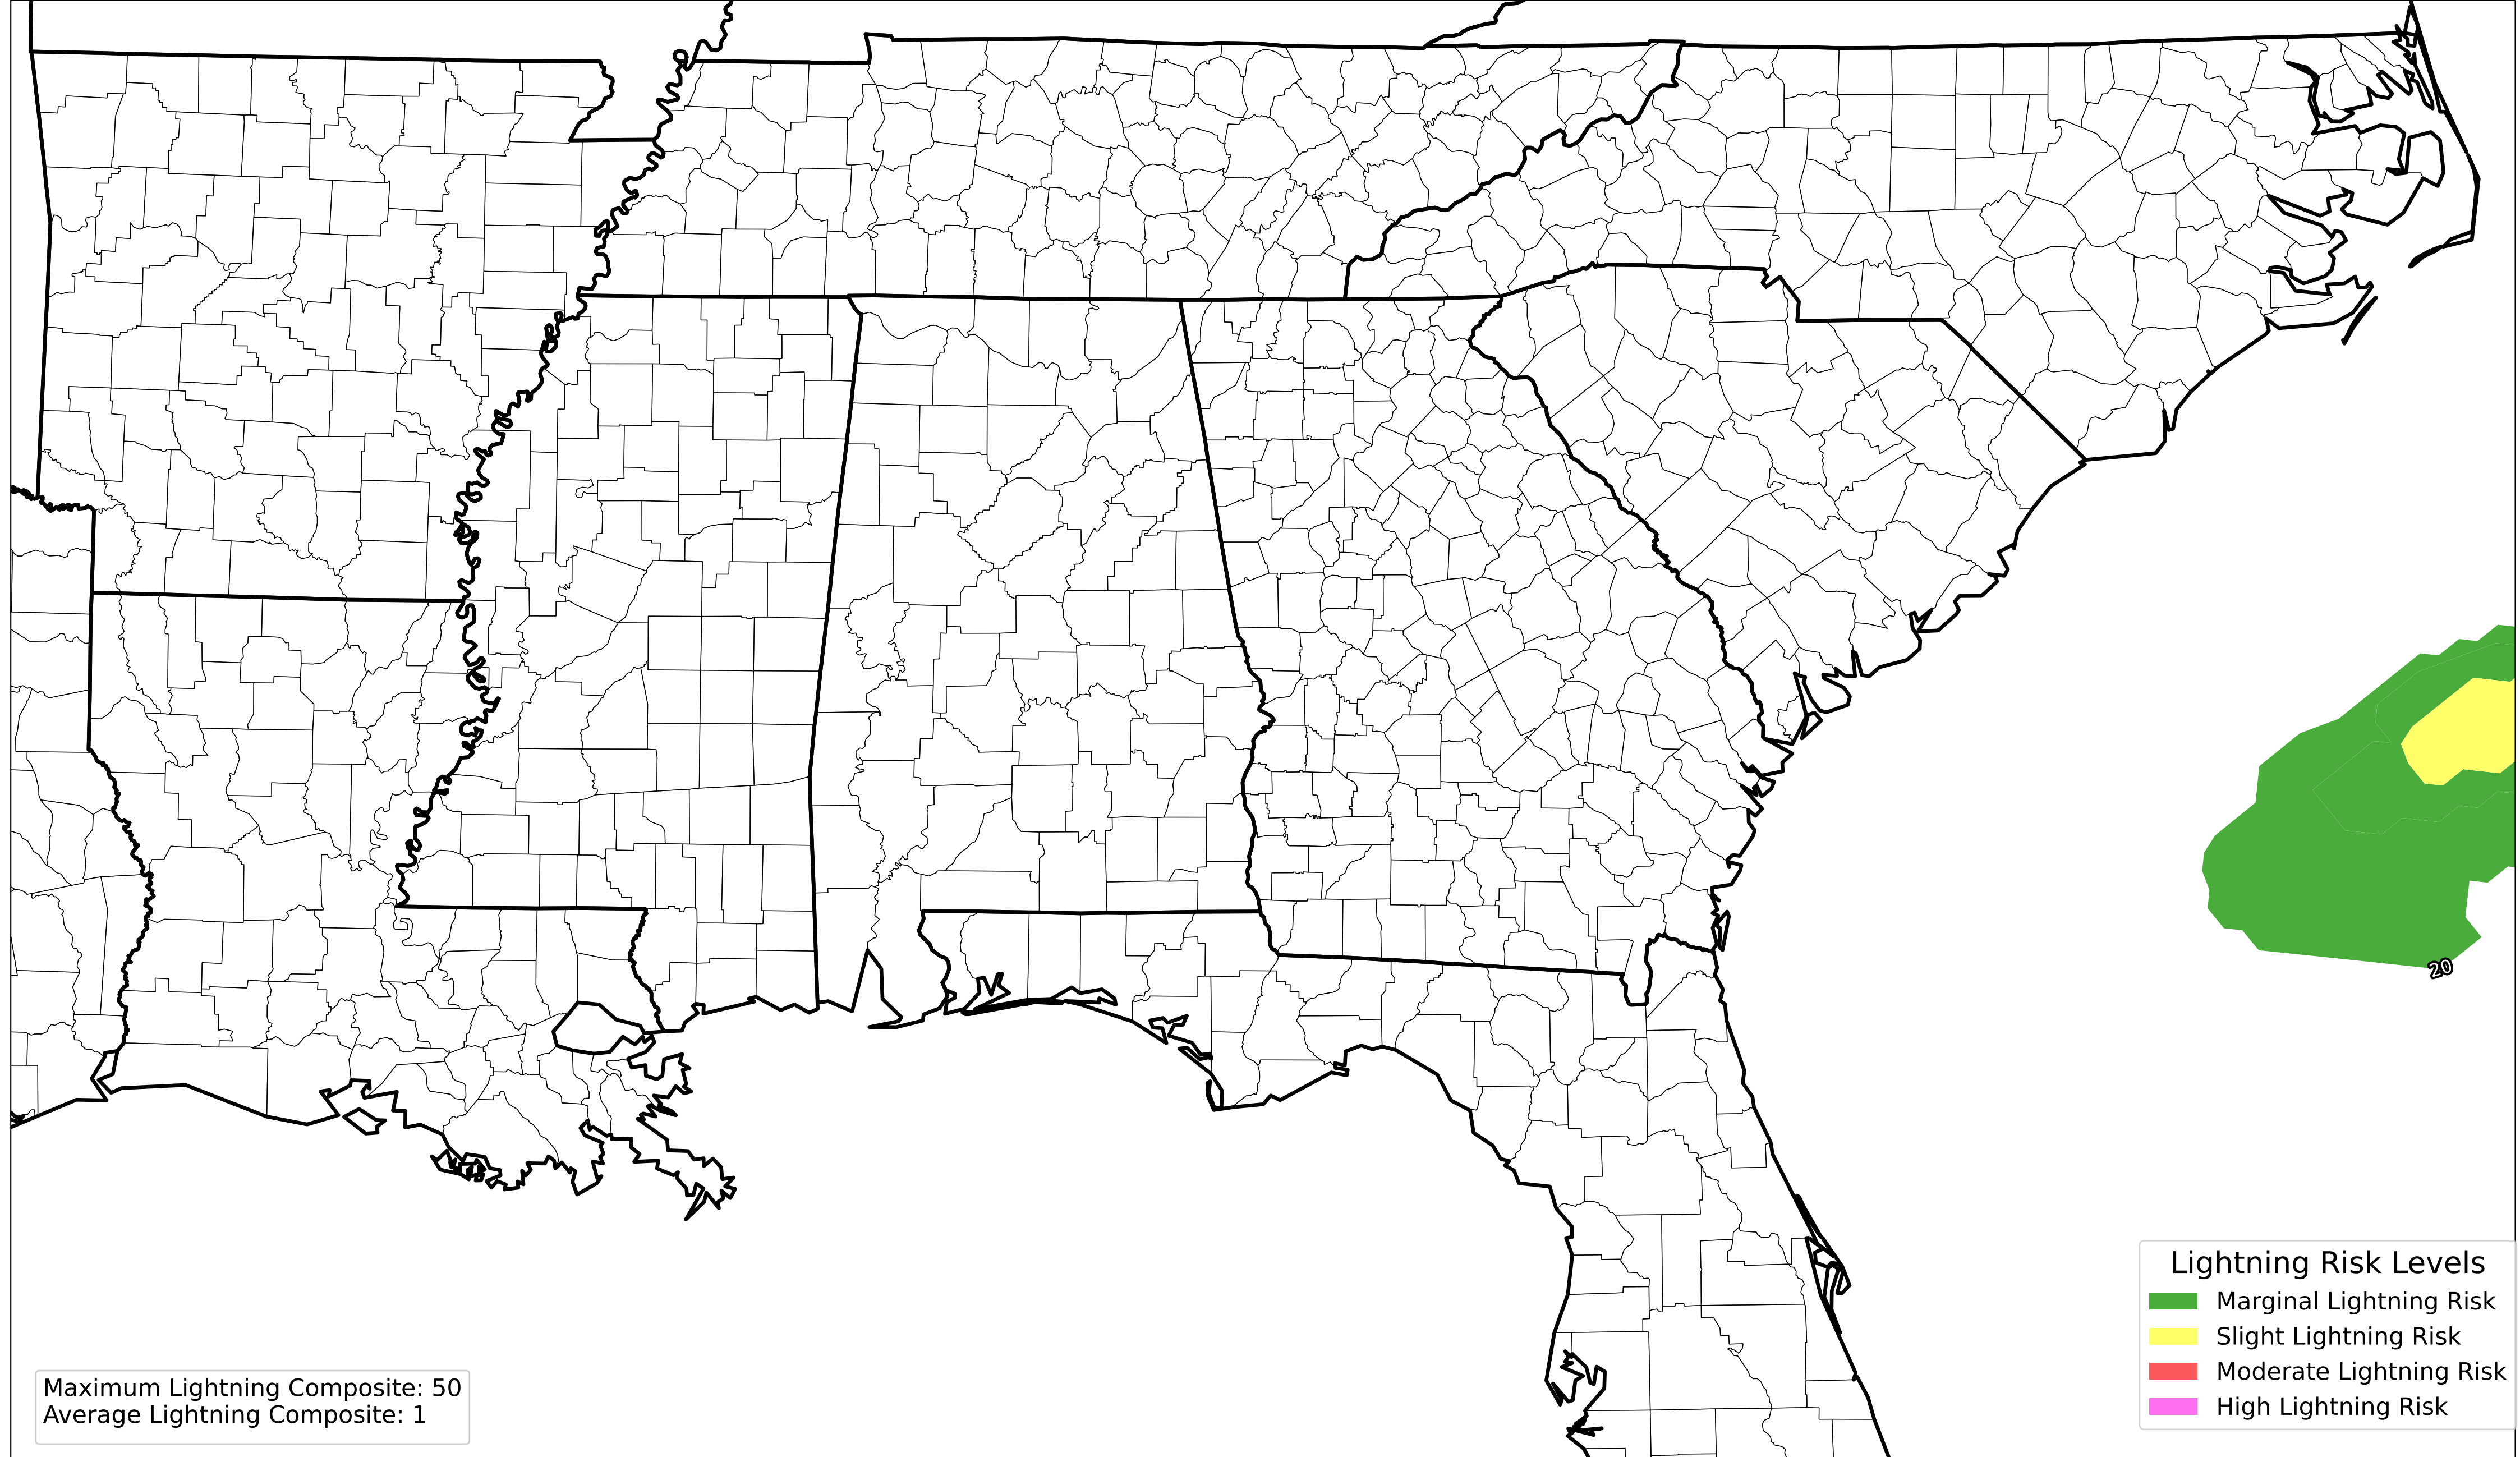 20
Lightning Risk Levels
Marginal Lightning Risk
Slight Lightning Risk
Moderate Lightning Risk
High Lightning Risk
Maximum Lightning Composite: 50
Average Lightning Composite: 1